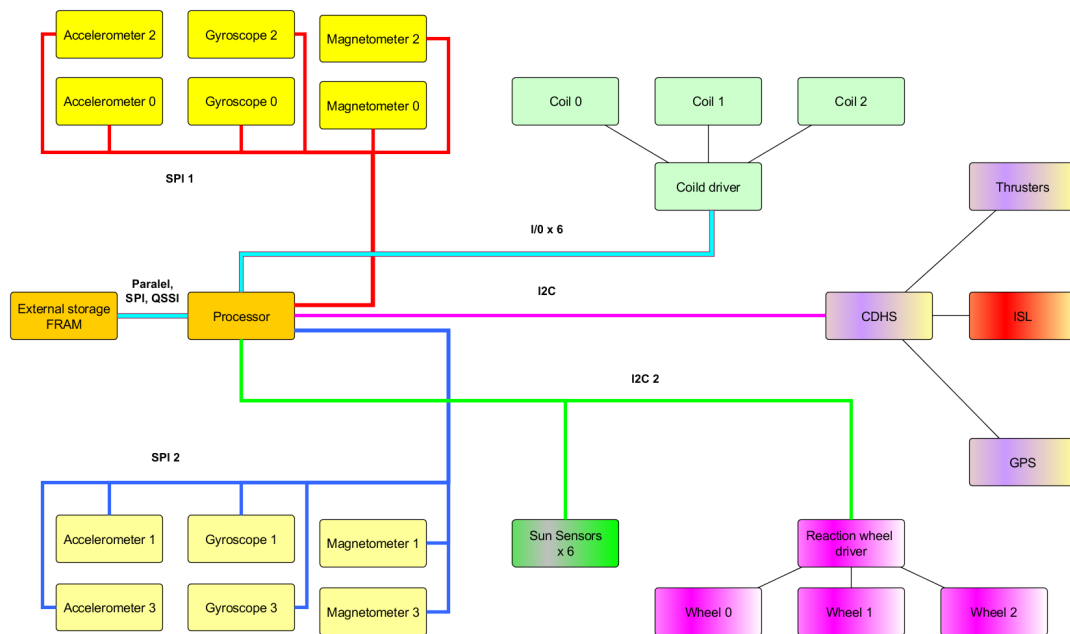 Accelerometer 2
Gyroscope 2
Magnetometer 2
Accelerometer 0
Gyroscope 0
Magnetometer 0
Coil 0
Coil 1
Coil 2
SPI 1
Coild driver
Thrusters
I/0 x 6
Paralel,
SPI, QSSI
I2C
External storage
FRAM
Processor
CDHS
ISL
I2C 2
SPI 2
GPS
Accelerometer 1
Gyroscope 1
Magnetometer 1
Sun Sensors
x 6
Reaction wheel
driver
Accelerometer 3
Gyroscope 3
Magnetometer 3
Wheel 0
Wheel 1
Wheel 2